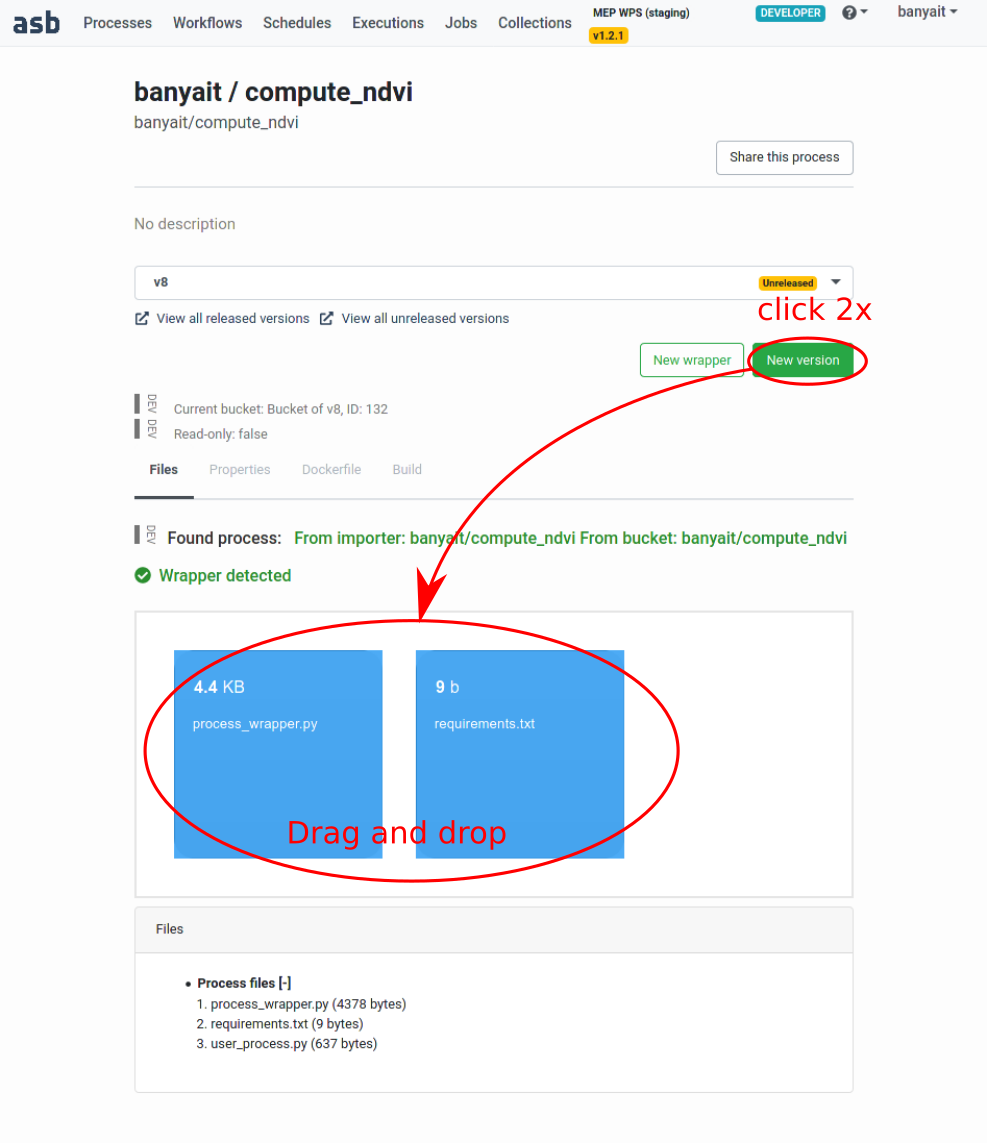 asb Processes Workflows Schedules Executions Jobs Collections MEP WPS (staging) DEVELOPER banyait
v1.2.1
banyait / compute_ndvi
banyait/compute_ndvi
Share this process
No description
v8 Unreleased
click 2x
View all released versions View all unreleased versions
New wrapper New version
DEV Current bucket: Bucket of v8, ID: 132
DEV Read-only: false
Files Properties Dockerfile Build
DEV Found process: From importer: banyait/compute_ndvi From bucket: banyait/compute_ndvi
Wrapper detected
4.4 KB 9 b
process_wrapper.py requirements.txt
Drag and drop
Files
• Process files [-]
1. process_wrapper.py (4378 bytes)
2. requirements.txt (9 bytes)
3. user_process.py (637 bytes)